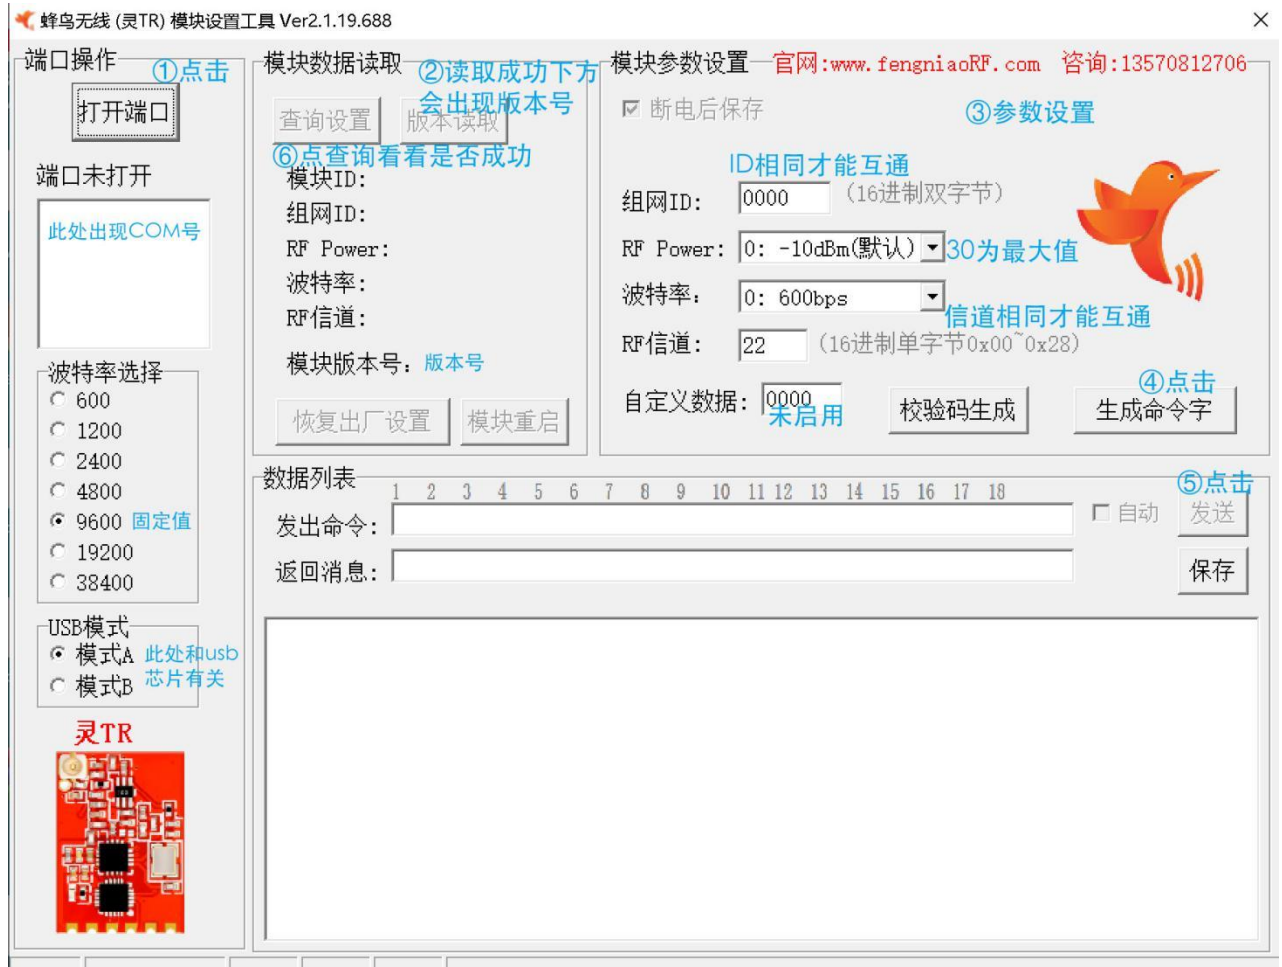 蜂鸟无线 (灵TR) 模块设置工具 Ver2.1.19.688
端口操作
①点击
打开端口
端口未打开
此处出现COM号
波特率选择
600
1200
2400
4800
9600 固定值
19200
38400
USB模式
模式A 此处和usb
模式B 芯片有关
灵TR
模块数据读取
②读取成功下方
会出现版本号
查询设置 版本读取
⑥点查询看看是否成功
模块ID:
组网ID:
RF Power:
波特率:
RF信道:
模块版本号: 版本号
恢复出厂设置 模块重启
模块参数设置 官网:www.fengniaoRF.com 咨询:13570812706
断电后保存 ③参数设置
ID相同才能互通
组网ID: 0000 (16进制双字节)
RF Power: 0: -10dBm(默认) 30为最大值
波特率: 0: 600bps
信道相同才能互通
RF信道: 22 (16进制单字节0x00~0x28)
④点击
自定义数据: 0000 校验码生成 生成命令字
未启用
数据列表
1 2 3 4 5 6 7 8 9 10 11 12 13 14 15 16 17 18
⑤点击
发出命令: 自动 发送
返回消息: 保存